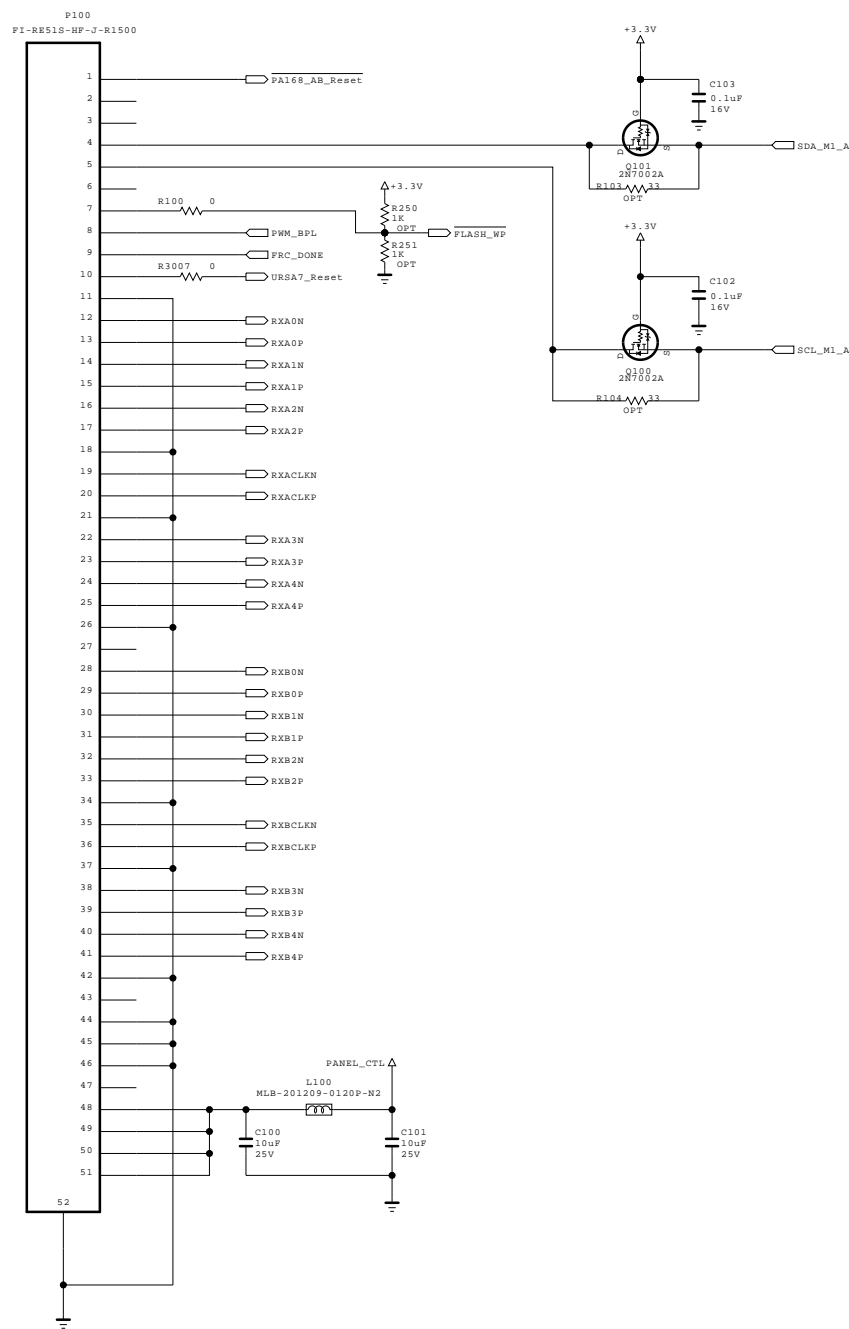 P100
FI-RE51S-HF-J-R1500
1
PA168_AB_Reset
2
3
4
5
6
7
R100 0
8
PWM_BPL
9
FRC_DONE
10
R3007 0
URSA7_Reset
11
12
RXA0N
13
RXA0P
14
RXA1N
15
RXA1P
16
RXA2N
17
RXA2P
18
19
RXACLKN
20
RXACLKP
21
22
RXA3N
23
RXA3P
24
RXA4N
25
RXA4P
26
27
28
RXB0N
29
RXB0P
30
RXB1N
31
RXB1P
32
RXB2N
33
RXB2P
34
35
RXBCLKN
36
RXBCLKP
37
38
RXB3N
39
RXB3P
40
RXB4N
41
RXB4P
42
43
44
45
46
47
48
49
50
51
52
+3.3V
R250
1K
OPT
FLASH_WP
R251
1K
OPT
+3.3V
C103
0.1uF
16V
G
D
S
Q101
2N7002A
R103 33
OPT
SDA_M1_A
+3.3V
C102
0.1uF
16V
G
D
S
Q100
2N7002A
R104 33
OPT
SCL_M1_A
PANEL_CTL
L100
MLB-201209-0120P-N2
C100
10uF
25V
C101
10uF
25V